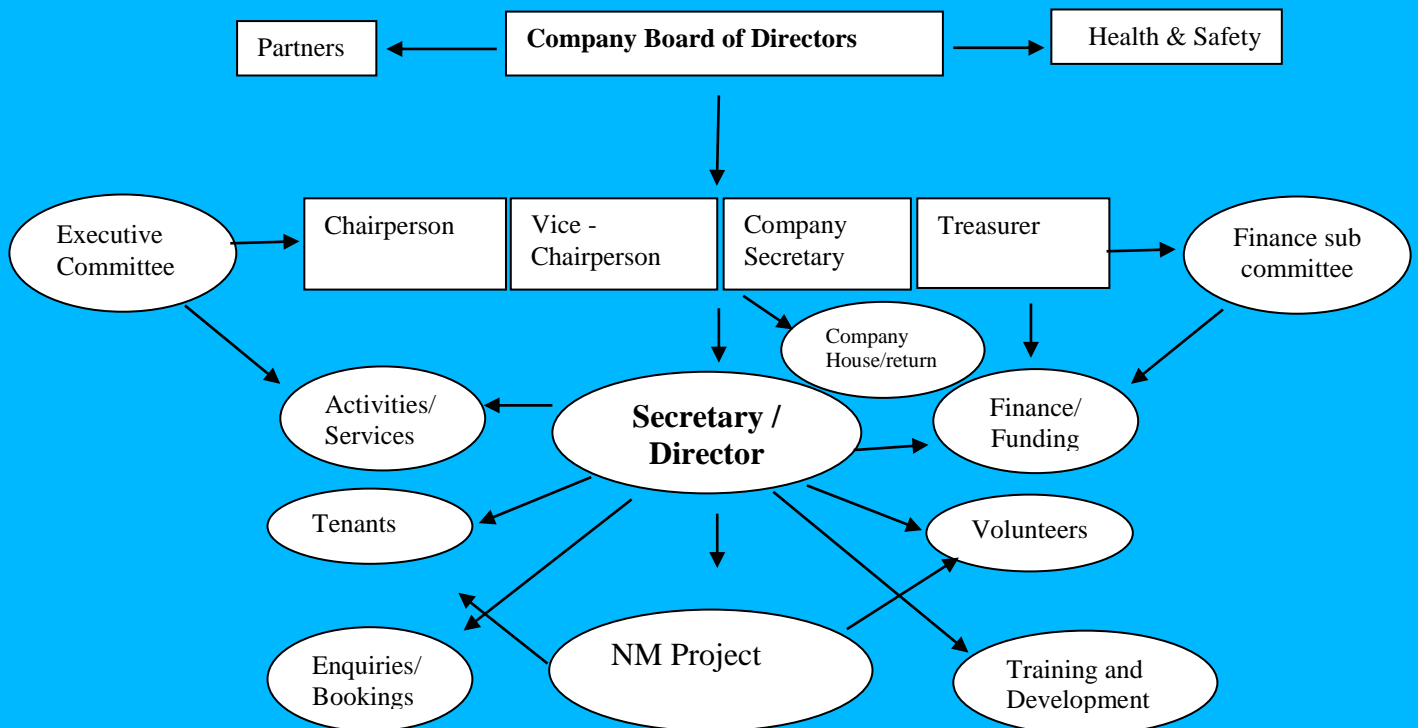 Partners
Company Board of Directors
Health & Safety
Executive
Committee
Chairperson
Vice -
Chairperson
Company
Secretary
Treasurer
Finance sub
committee
Company
House/return
Activities/
Services
Secretary /
Director
Finance/
Funding
Tenants
Volunteers
Enquiries/
Bookings
NM Project
Training and
Development